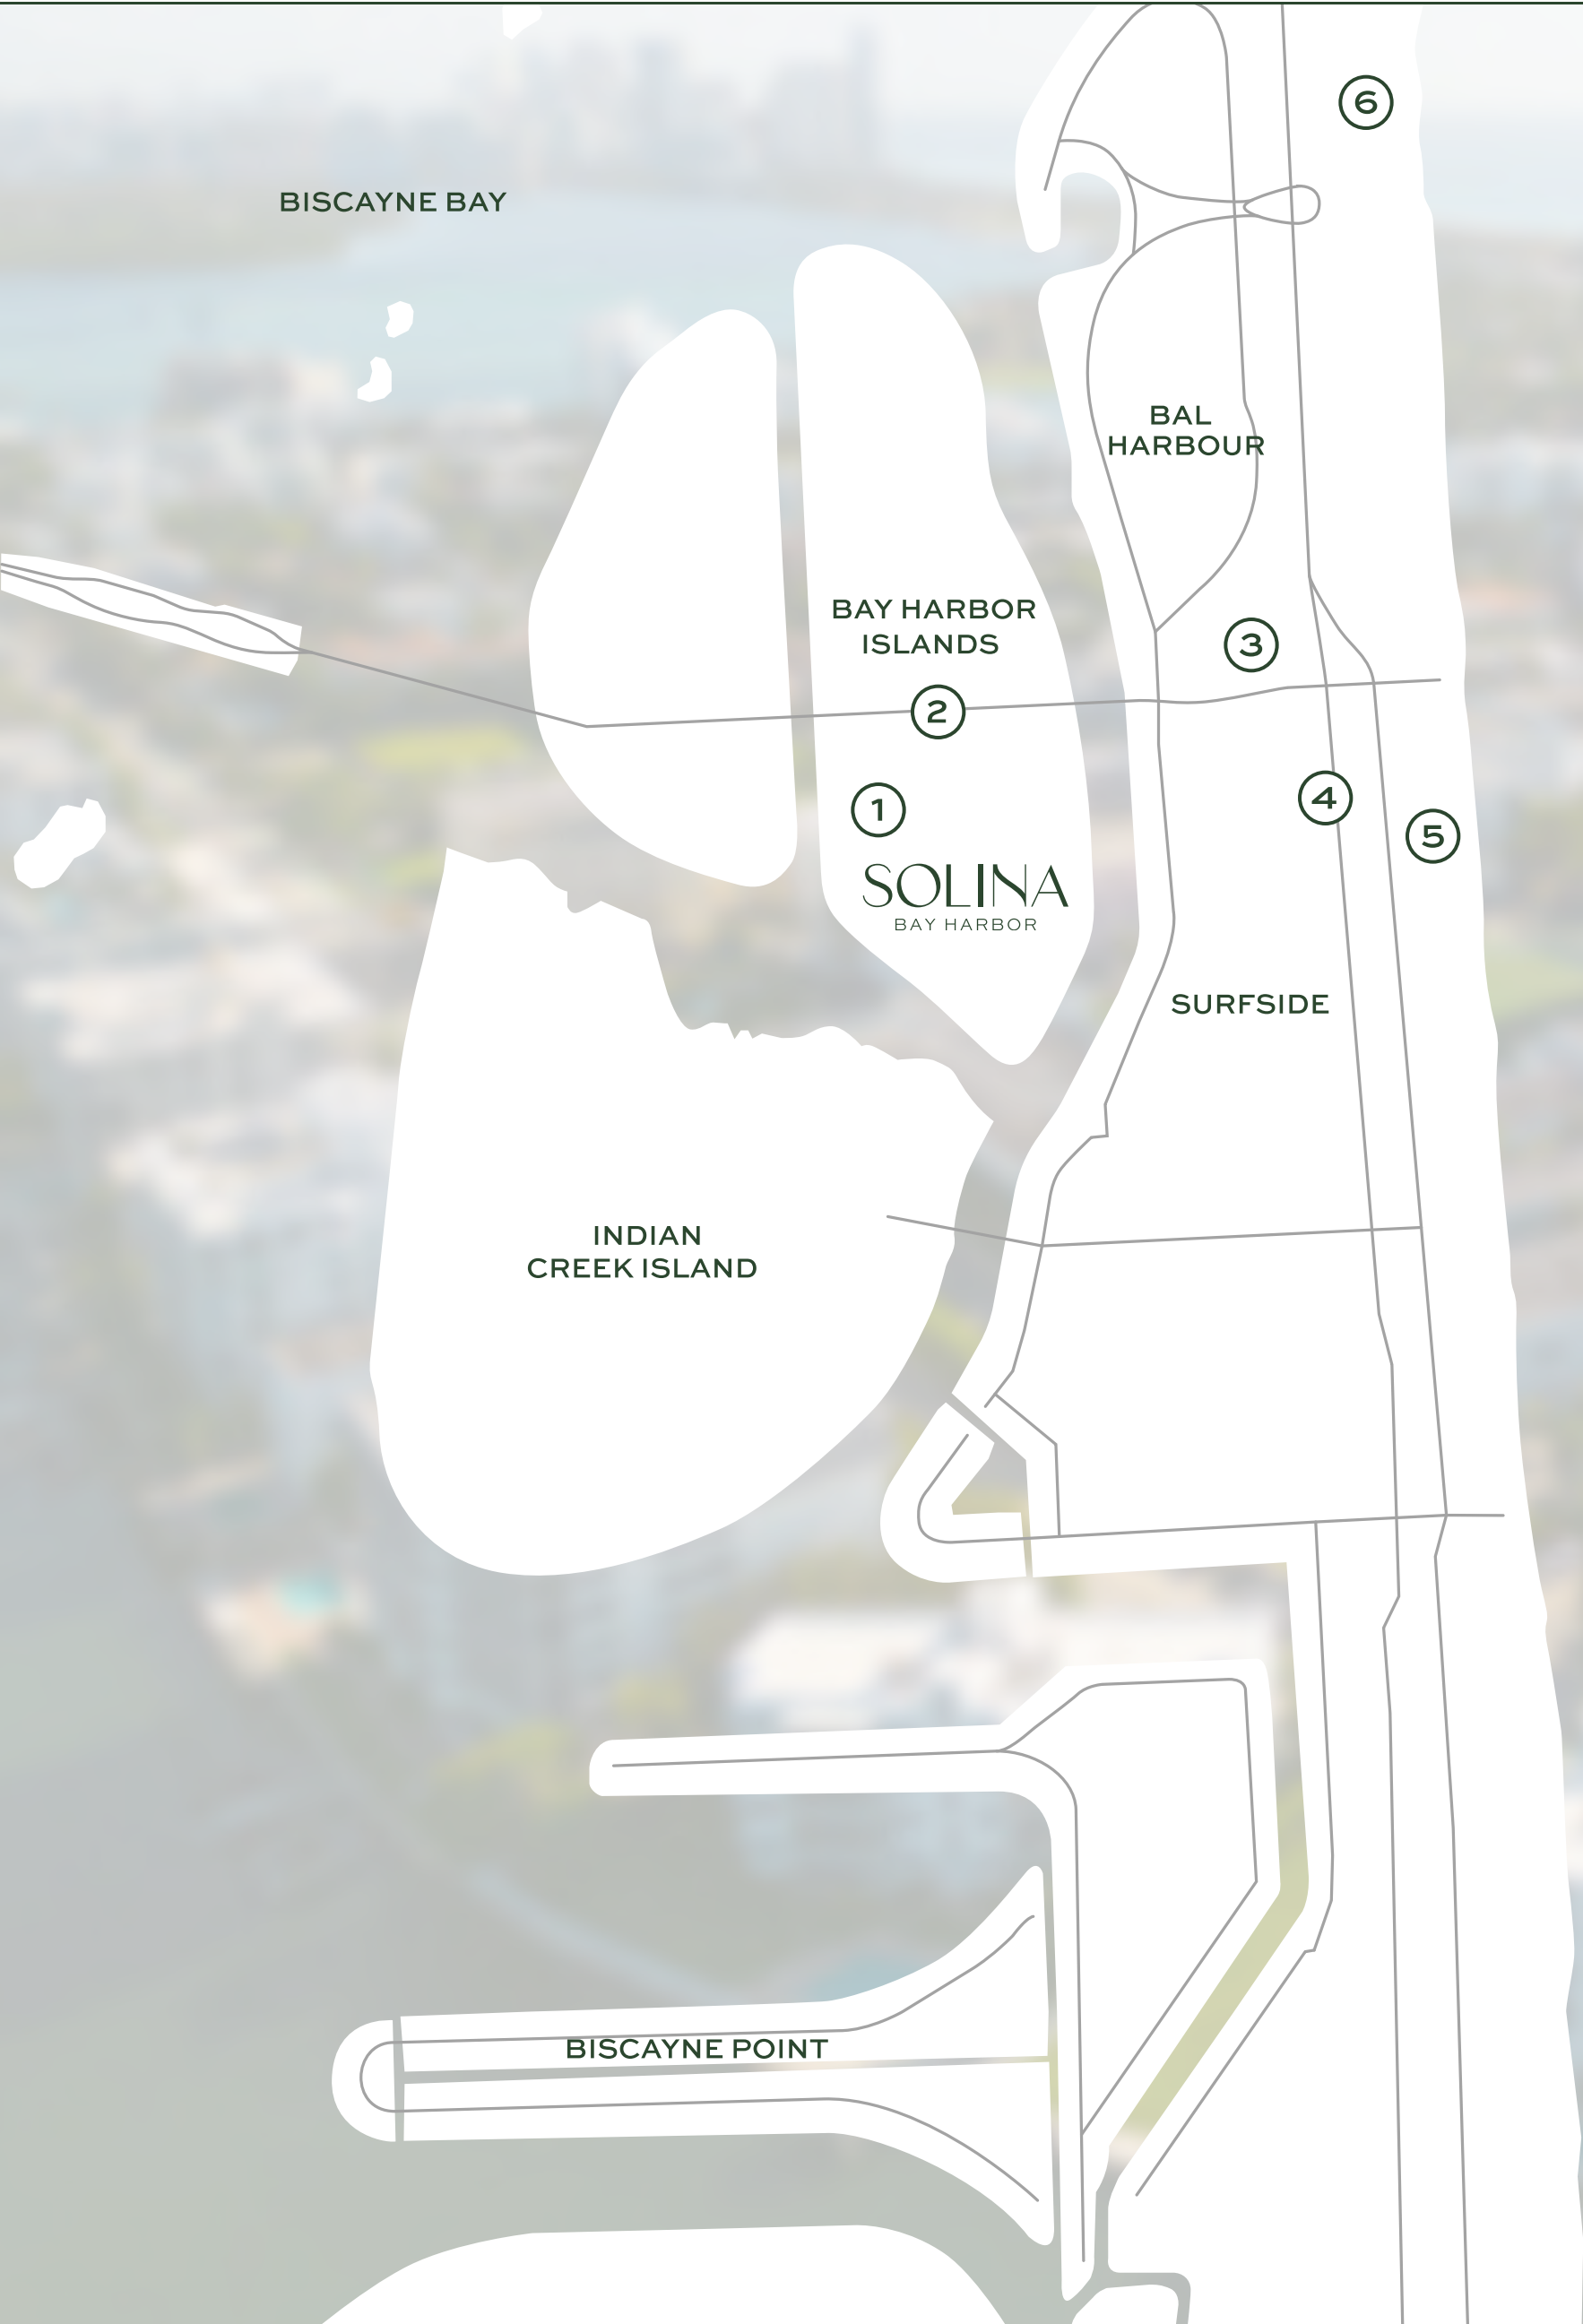 6
BISCAYNE BAY
BAL
HARBOUR
BAY HARBOR
ISLANDS
3
2
4
1
5
SOLINA
BAY HARBOR
SURFSIDE
INDIAN
CREEK ISLAND
BISCAYNE POINT